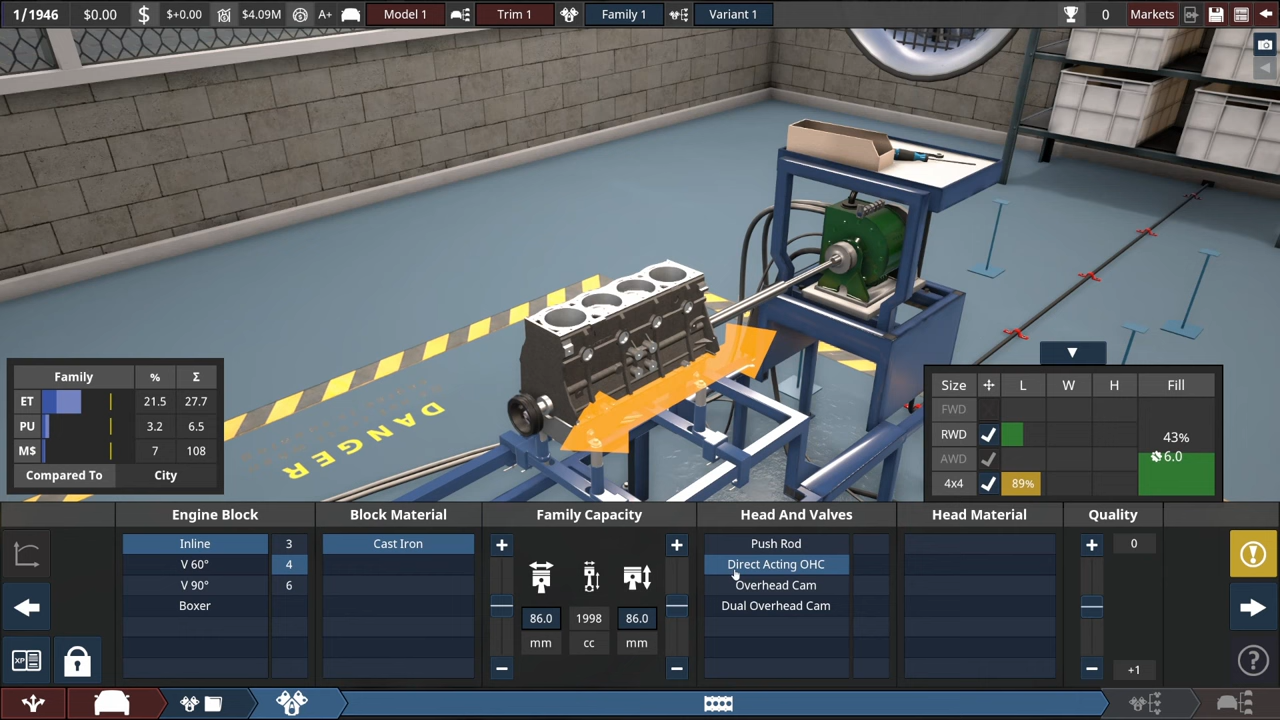 1/1946 $ $0.00 $+0.00 $4.09M A+ Model 1 Trim 1 Family 1 Variant 1 0 Markets
DANGER
Family % Σ
ET 21.5 27.7
PU 3.2 6.5
M$ 7 108
Compared To City
Size L W H Fill
FWD
RWD
AWD
4x4 89%
43%
6.0
Engine Block
Inline 3
V 60° 4
V 90° 6
Boxer
Block Material
Cast Iron
Family Capacity
+ +
86.0 1998 86.0
mm cc mm
- -
Head And Valves
Push Rod
Direct Acting OHC
Overhead Cam
Dual Overhead Cam
Head Material
Quality
+ 0
- +1
XP
?